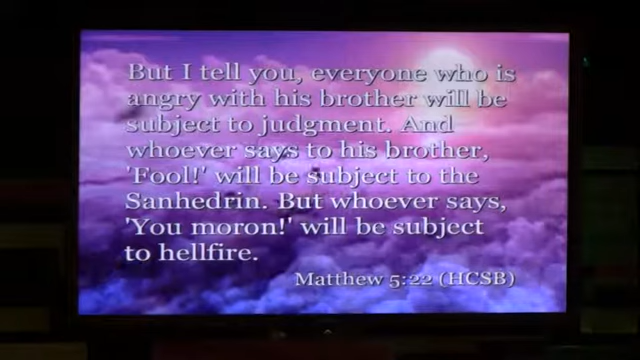 But I tell you, everyone who is
angry with his brother will be
subject to judgment. And
whoever says to his brother,
'Fool!' will be subject to the
Sanhedrin. But whoever says,
'You moron!' will be subject
to hellfire.
Matthew 5:22 (HCSB)